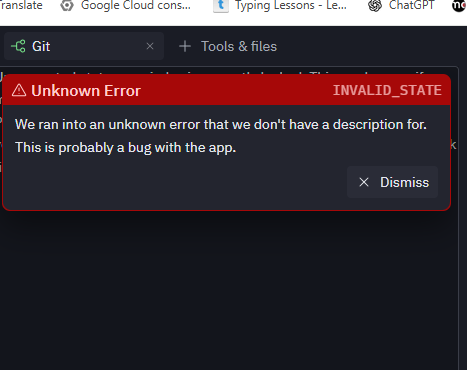 Translate
Google Cloud cons...
Typing Lessons - Le...
ChatGPT
Git
Tools & files
Unknown Error
INVALID_STATE
We ran into an unknown error that we don't have a description for.
This is probably a bug with the app.
Dismiss